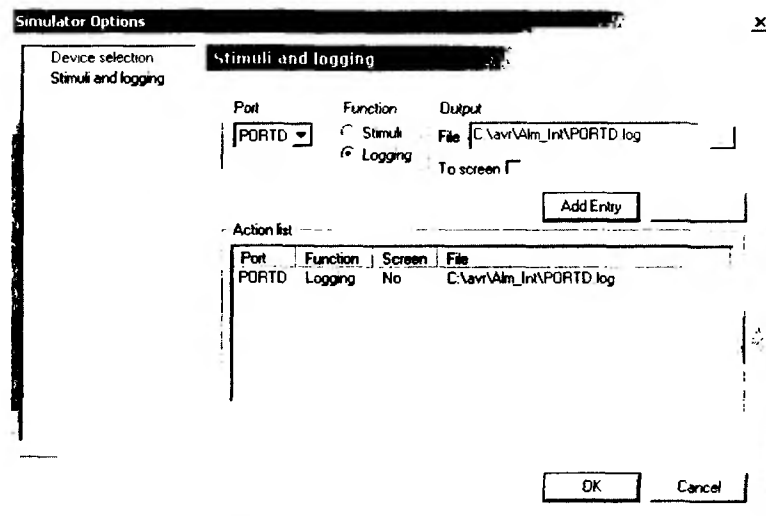 Simulator Options
Device selection
Stimuli and logging
Stimuli and logging
Port Function Output
PORTD Stimuli File C:\avr\Alm_Int\PORTD.log
Logging To screen
Add Entry
Action list
Port Function Screen File
PORTD Logging No C:\avr\Alm_Int\PORTD.log
OK Cancel